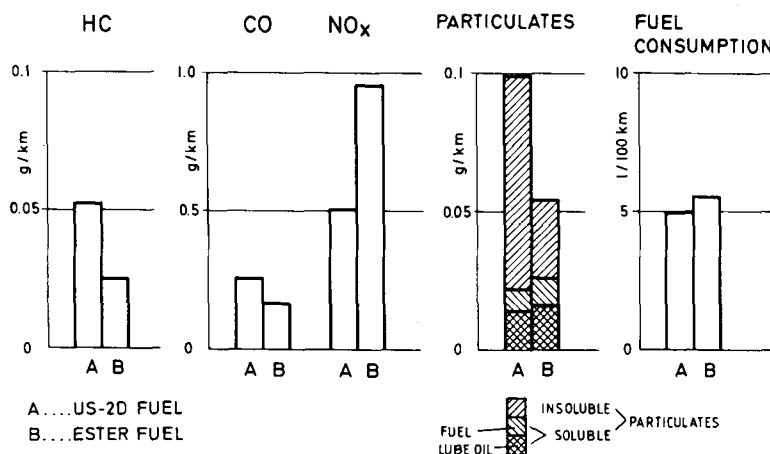 HC
CO
NOx
PARTICULATES
FUEL
CONSUMPTION
0.1
g/km
0.05
0
A B
1.0
g/km
0.5
0
A B
A B
0.1
g/km
0.05
0
A B
10
l/100 km
5
0
A B
A....US-2D FUEL
B....ESTER FUEL
INSOLUBLE
SOLUBLE
PARTICULATES
FUEL
LUBE OIL